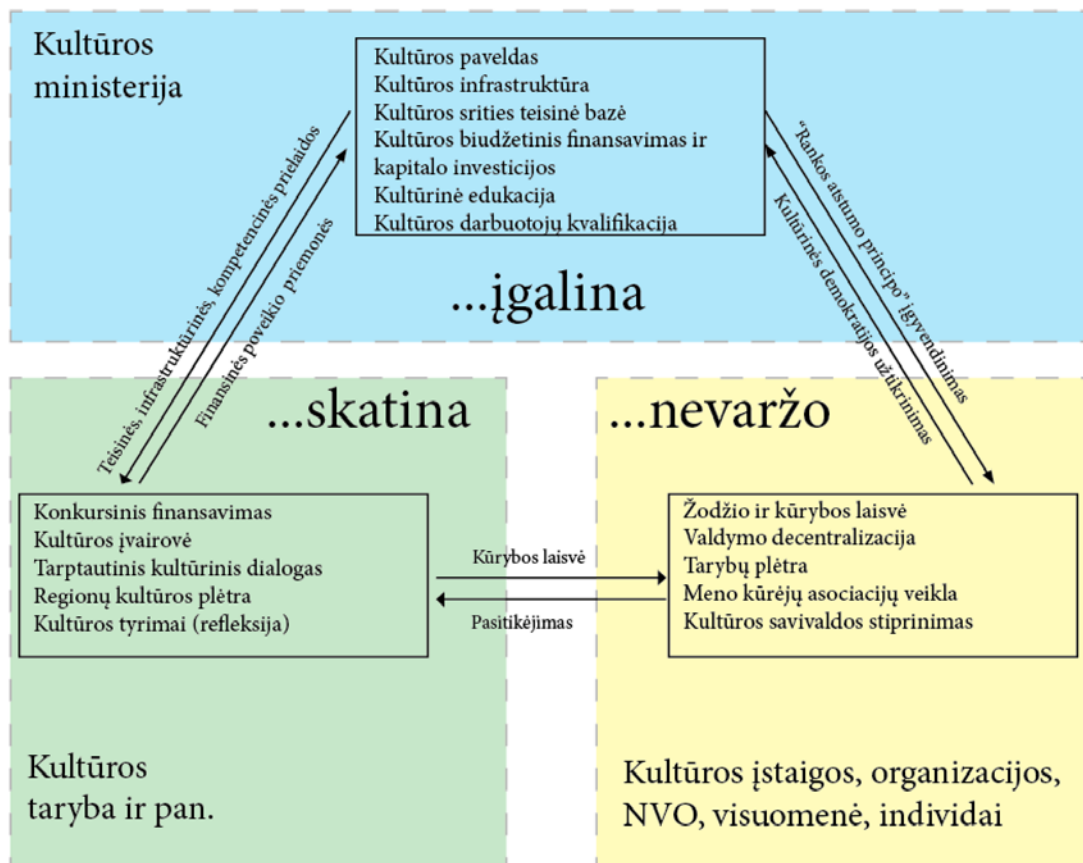 Kultūros
ministerija
Kultūros paveldas
Kultūros infrastruktūra
Kultūros srities teisinė bazė
Kultūros biudžetinis finansavimas ir
kapitalo investicijos
Kultūrinė edukacija
Kultūros darbuotojų kvalifikacija
...įgalina
Teisinės, infrastruktūrinės, kompetencinės prielaidos
Finansinės poveikio priemonės
"Rankos atstumo principo" įgyvendinimas
Kultūrinės demokratijos užtikrinimas
...skatina
Konkursinis finansavimas
Kultūros įvairovė
Tarptautinis kultūrinis dialogas
Regionų kultūros plėtra
Kultūros tyrimai (refleksija)
Kultūros
taryba ir pan.
Kūrybos laisvė
Pasitikėjimas
...nevaržo
Žodžio ir kūrybos laisvė
Valdymo decentralizacija
Tarybų plėtra
Meno kūrėjų asociacijų veikla
Kultūros savivaldos stiprinimas
Kultūros įstaigos, organizacijos,
NVO, visuomenė, individai